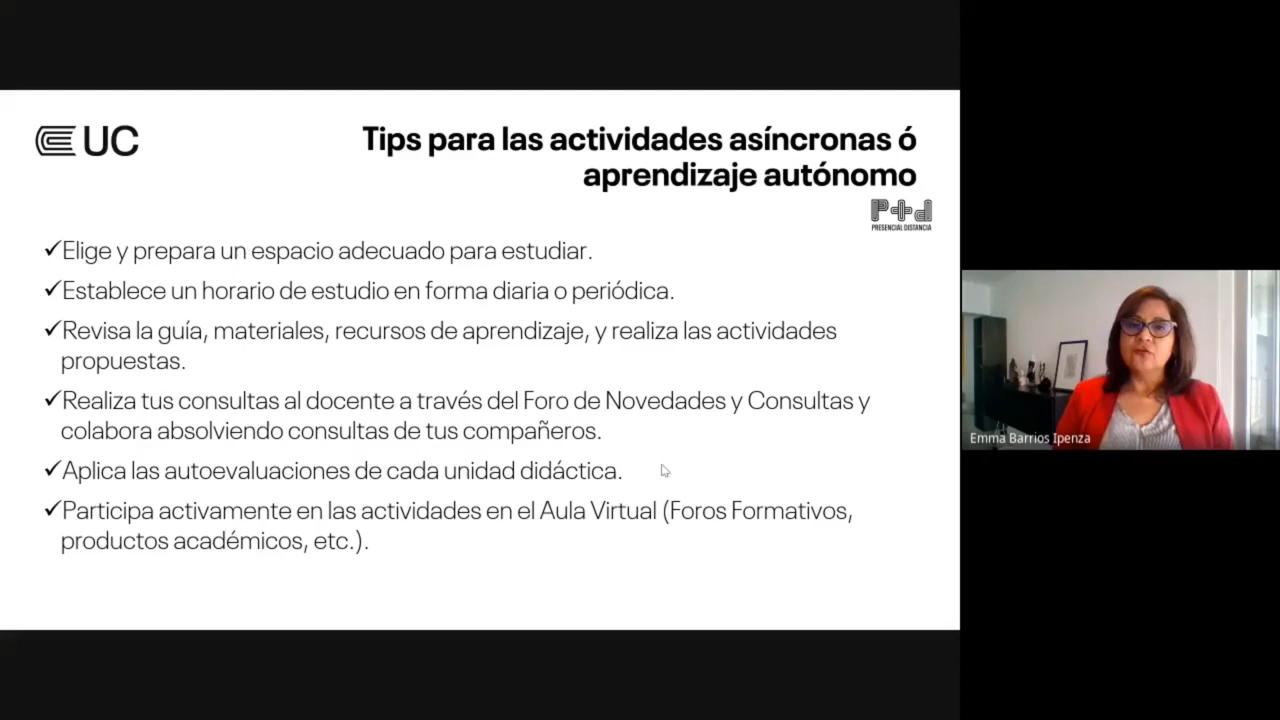 UC
Tips para las actividades asíncronas ó
aprendizaje autónomo
P+d
PRESENCIAL DISTANCIA
✓Elige y prepara un espacio adecuado para estudiar.
✓Establece un horario de estudio en forma diaria o periódica.
✓Revisa la guía, materiales, recursos de aprendizaje, y realiza las actividades
propuestas.
✓Realiza tus consultas al docente a través del Foro de Novedades y Consultas y
colabora absolviendo consultas de tus compañeros.
✓Aplica las autoevaluaciones de cada unidad didáctica.
✓Participa activamente en las actividades en el Aula Virtual (Foros Formativos,
productos académicos, etc.).
Emma Barrios Ipenza